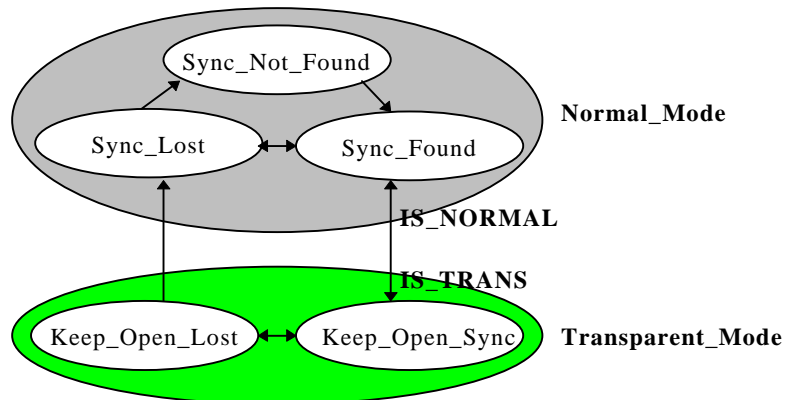 Sync_Not_Found
Normal_Mode
Sync_Lost
Sync_Found
IS_NORMAL
IS_TRANS
Keep_Open_Lost
Keep_Open_Sync
Transparent_Mode